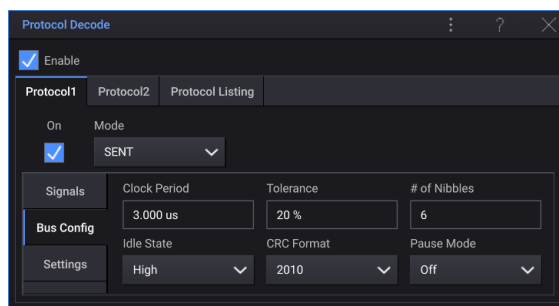 Protocol Decode
?
Enable
Protocol1 Protocol2 Protocol Listing
On Mode
SENT
Signals Clock Period Tolerance # of Nibbles
3.000 us 20 % 6
Bus Config
Idle State CRC Format Pause Mode
Settings High 2010 Off